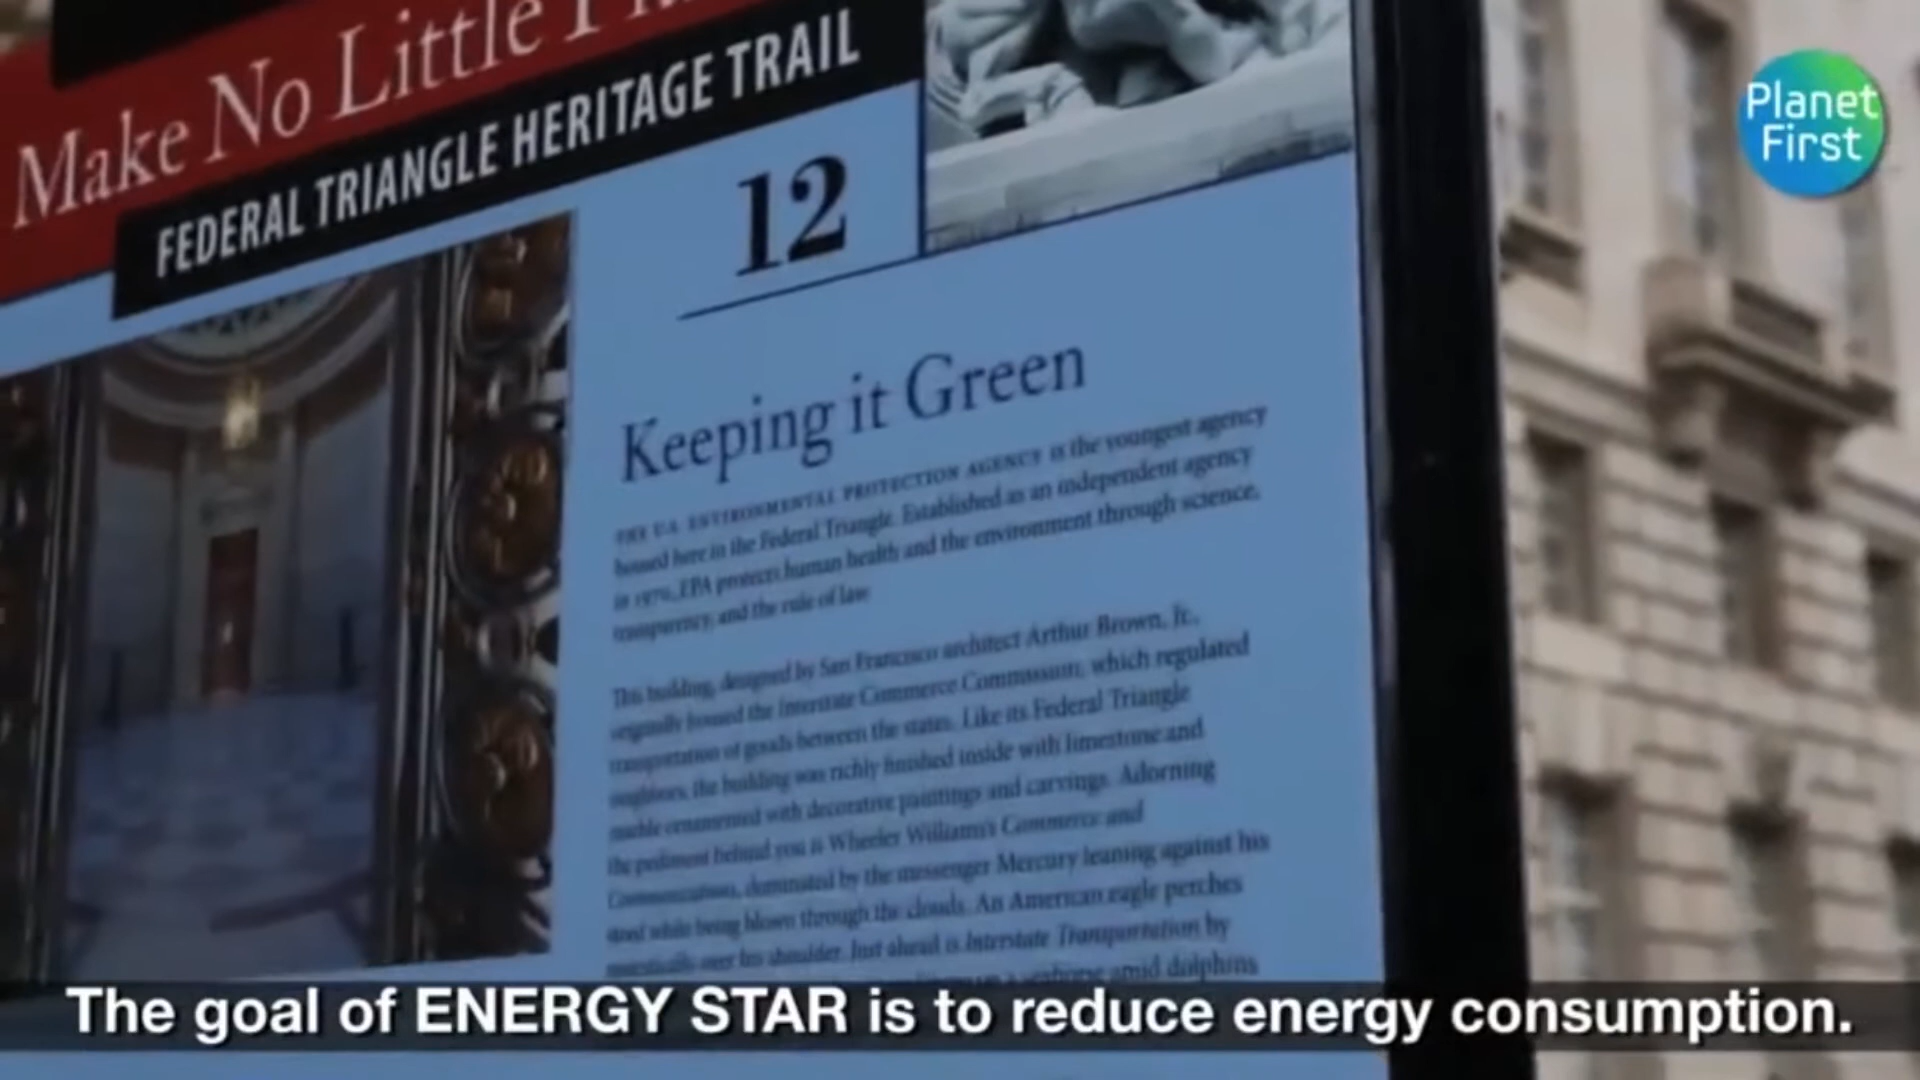 Make No Little
FEDERAL TRIANGLE HERITAGE TRAIL
12
Planet
First
Keeping it Green
THE U.S. ENVIRONMENTAL PROTECTION AGENCY is the youngest agency
housed here in the Federal Triangle. Established as an independent agency
in 1970, EPA protects human health and the environment through science,
transparency, and the rule of law.
This building, designed by San Francisco architect Arthur Brown, Jr.,
originally housed the Interstate Commerce Commission, which regulated
transportation of goods between the states. Like its Federal Triangle
neighbors, the building was richly finished inside with limestone and
marble ornamented with decorative paintings and carvings. Adorning
the pediment behind you is Wheeler Williams's Commerce and
Communications, dominated by the messenger Mercury leaning against his
steed while being blown through the clouds. An American eagle perches
majestically over his shoulder. Just ahead is Interstate Transportation by
a seahorse amid dolphins
The goal of ENERGY STAR is to reduce energy consumption.